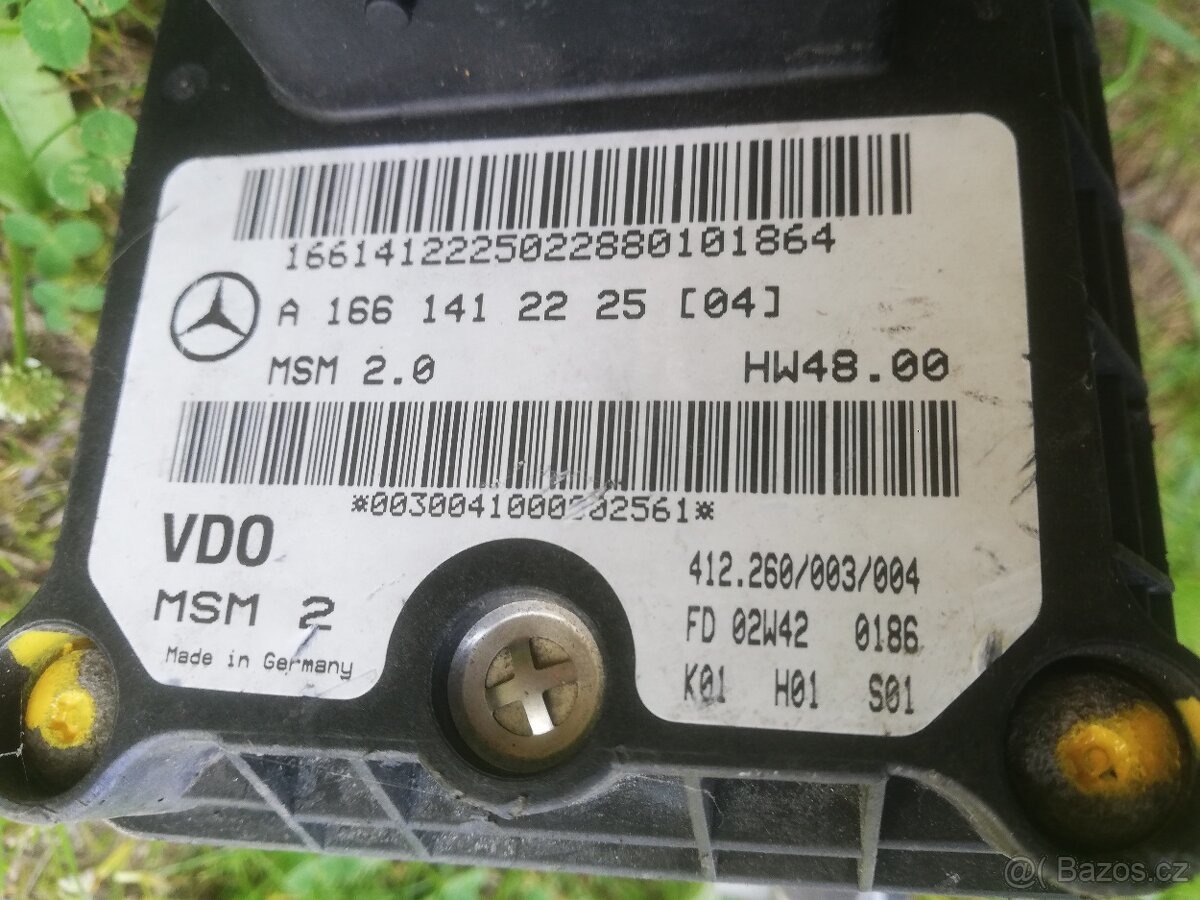 1661412225022880101864
A 166 141 22 25 [04]
MSM 2.0 HW48.00
VDO
MSM 2
Made in Germany
412.260/003/004
FD 02W42 0186
K01 H01 S01
@( Bazos.cz